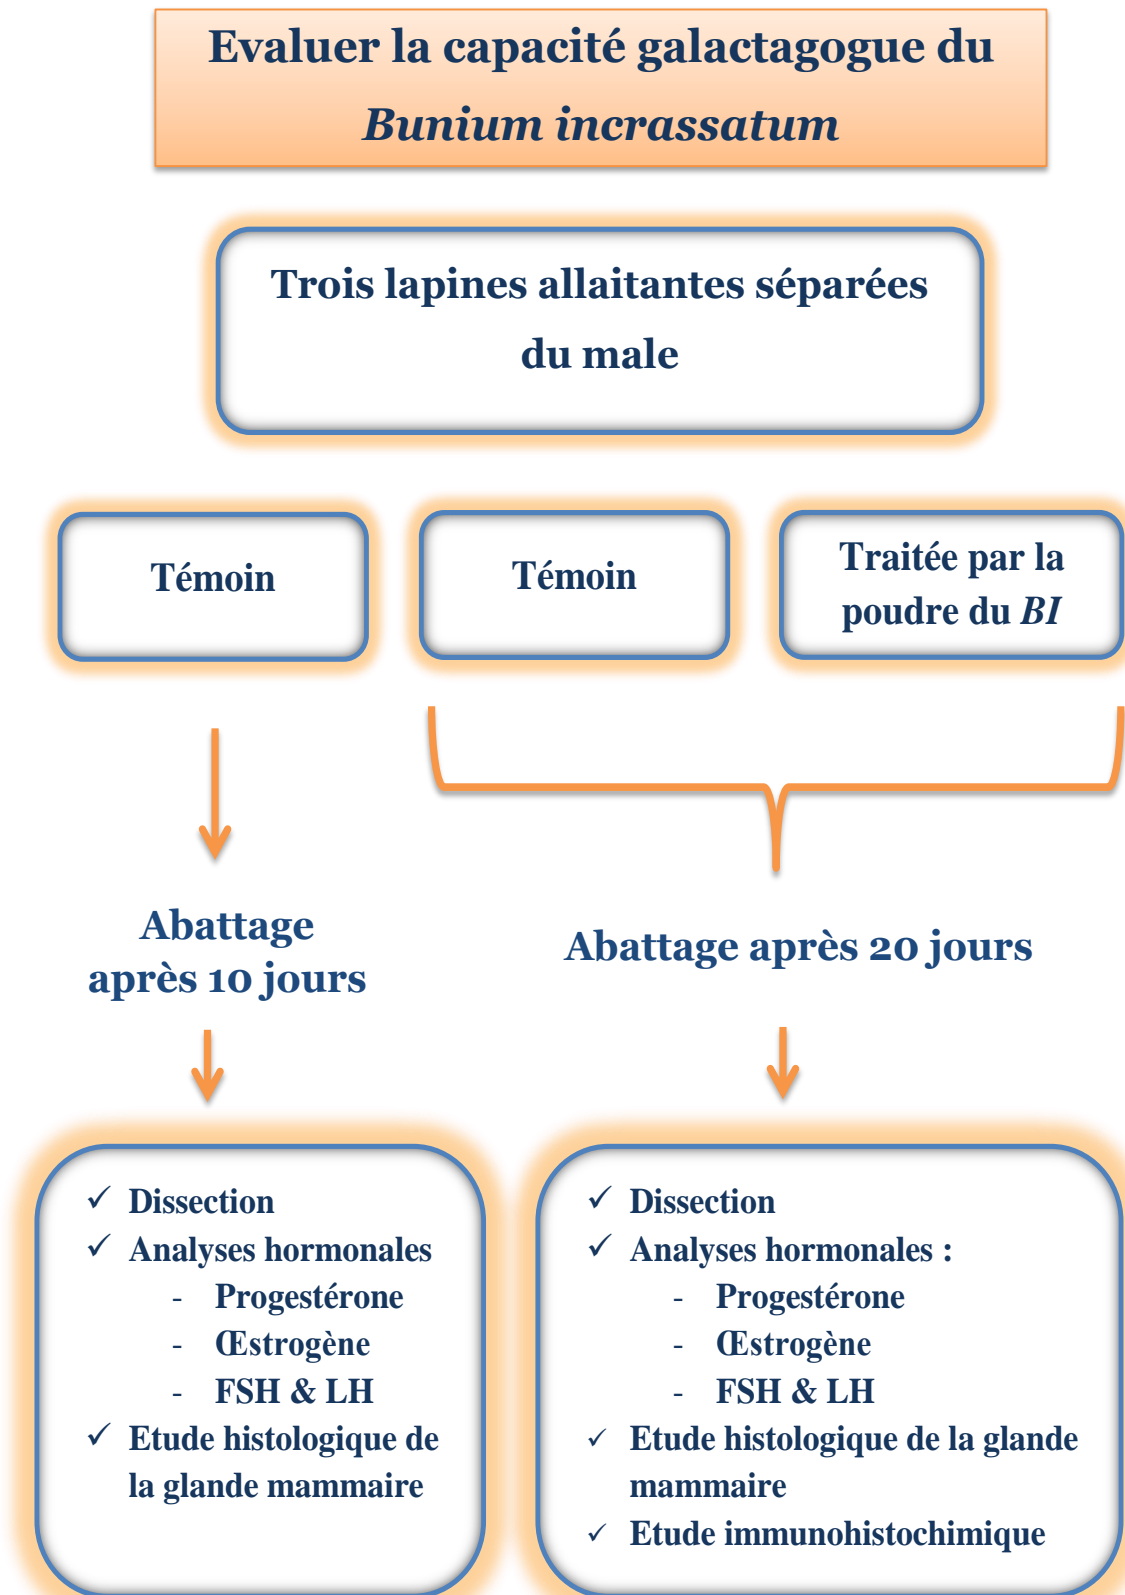 Evaluer la capacité galactagogue du
Bunium incrassatum
Trois lapines allaitantes séparées
du male
Témoin
Témoin
Traitée par la
poudre du BI
Abattage
après 10 jours
Abattage après 20 jours
✓ Dissection
✓ Analyses hormonales
- Progestérone
- Œstrogène
- FSH & LH
✓ Etude histologique de
la glande mammaire
✓ Dissection
✓ Analyses hormonales :
- Progestérone
- Œstrogène
- FSH & LH
✓ Etude histologique de la glande
mammaire
✓ Etude immunohistochimique